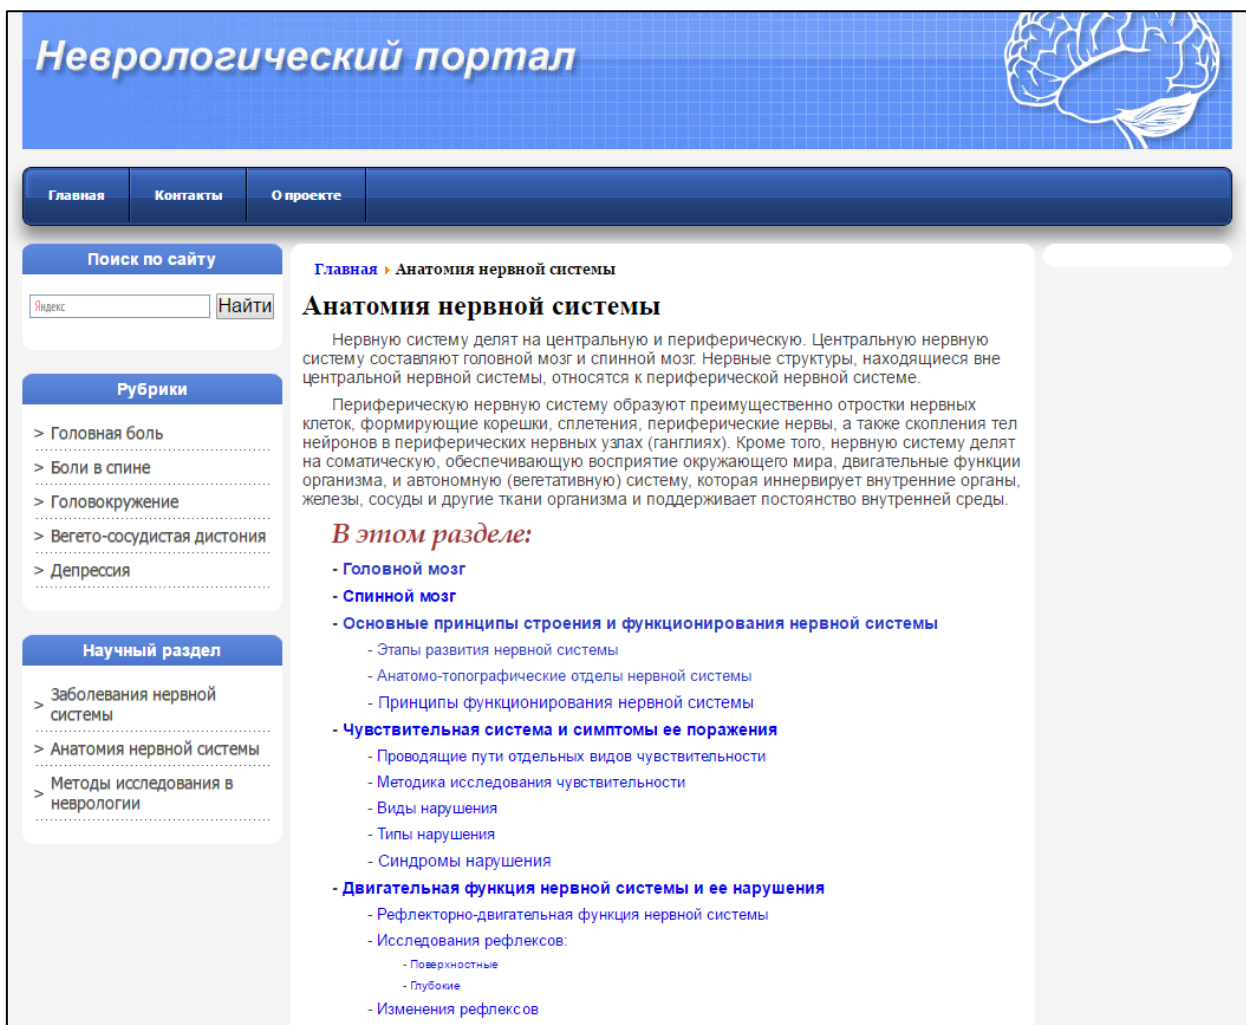 Неврологический портал
Главная
Контакты
О проекте
Поиск по сайту
Яндекс
Найти
Рубрики
> Головная боль
> Боли в спине
> Головокружение
> Вегето-сосудистая дистония
> Депрессия
Научный раздел
> Заболевания нервной
системы
> Анатомия нервной системы
> Методы исследования в
неврологии
Главная Анатомия нервной системы
Анатомия нервной системы
Нервную систему делят на центральную и периферическую. Центральную нервную
систему составляют головной мозг и спинной мозг. Нервные структуры, находящиеся вне
центральной нервной системы, относятся к периферической нервной системе.
Периферическую нервную систему образуют преимущественно отростки нервных
клеток, формирующие корешки, сплетения, периферические нервы, а также скопления тел
нейронов в периферических нервных узлах (ганглиях). Кроме того, нервную систему делят
на соматическую, обеспечивающую восприятие окружающего мира, двигательные функции
организма, и автономную (вегетативную) систему, которая иннервирует внутренние органы,
железы, сосуды и другие ткани организма и поддерживает постоянство внутренней среды.
В этом разделе:
- Головной мозг
- Спинной мозг
- Основные принципы строения и функционирования нервной системы
- Этапы развития нервной системы
- Анатомо-топографические отделы нервной системы
- Принципы функционирования нервной системы
- Чувствительная система и симптомы ее поражения
- Проводящие пути отдельных видов чувствительности
- Методика исследования чувствительности
- Виды нарушения
- Типы нарушения
- Синдромы нарушения
- Двигательная функция нервной системы и ее нарушения
- Рефлекторно-двигательная функция нервной системы
- Исследования рефлексов:
- Поверхностные
- Глубокие
- Изменения рефлексов